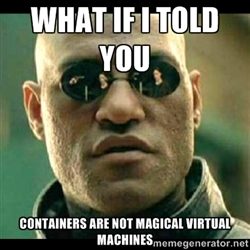 WHAT IF I TOLD
YOU
CONTAINERS ARE NOT MAGICAL VIRTUAL
MACHINES
memegenerator.net